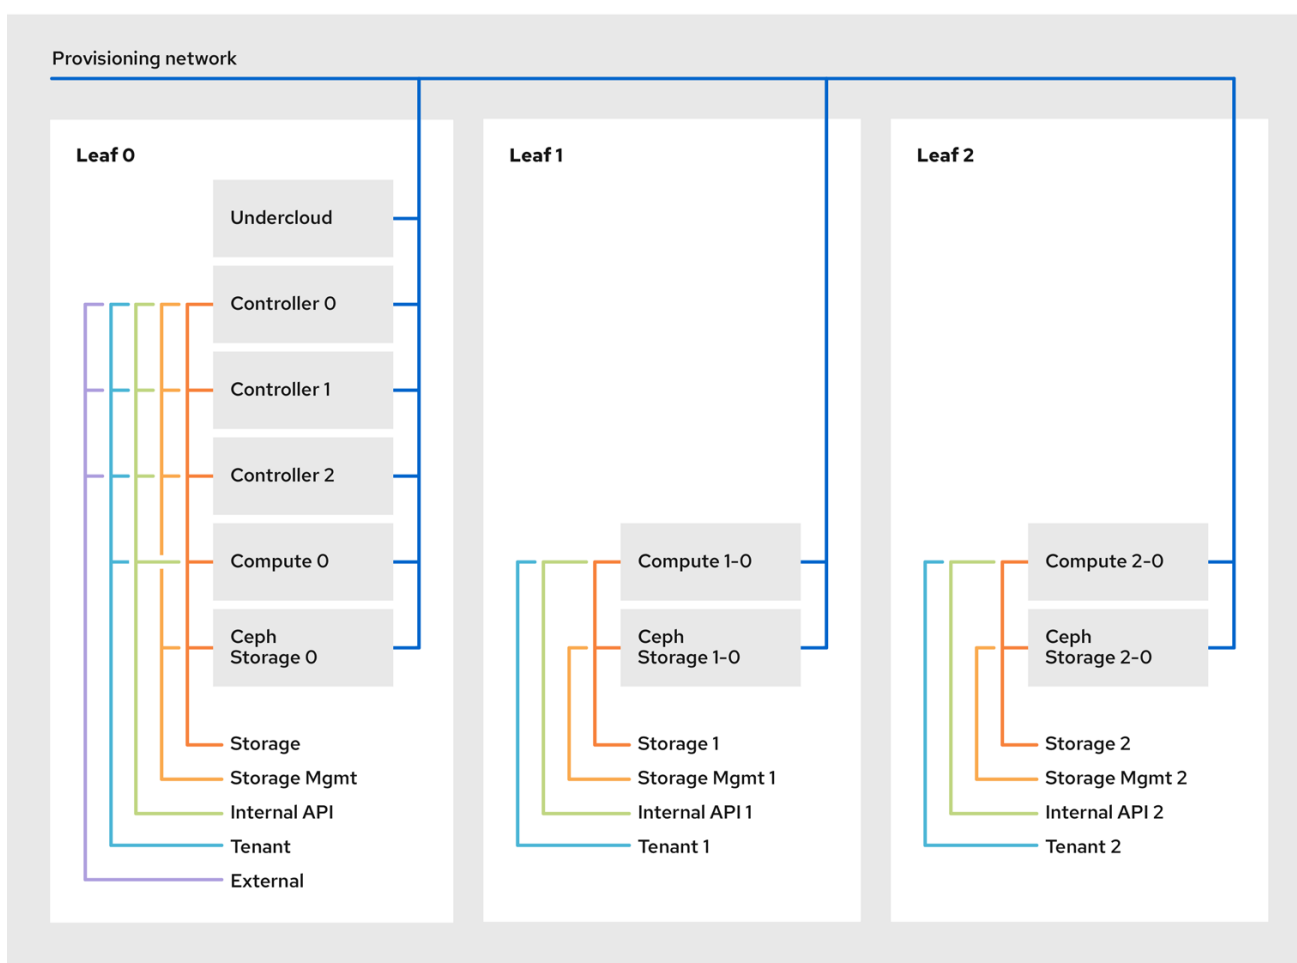 Provisioning network
Leaf 0
Undercloud
Controller 0
Controller 1
Controller 2
Compute 0
Ceph
Storage 0
Storage
Storage Mgmt
Internal API
Tenant
External
Leaf 1
Compute 1-0
Ceph
Storage 1-0
Storage 1
Storage Mgmt 1
Internal API 1
Tenant 1
Leaf 2
Compute 2-0
Ceph
Storage 2-0
Storage 2
Storage Mgmt 2
Internal API 2
Tenant 2